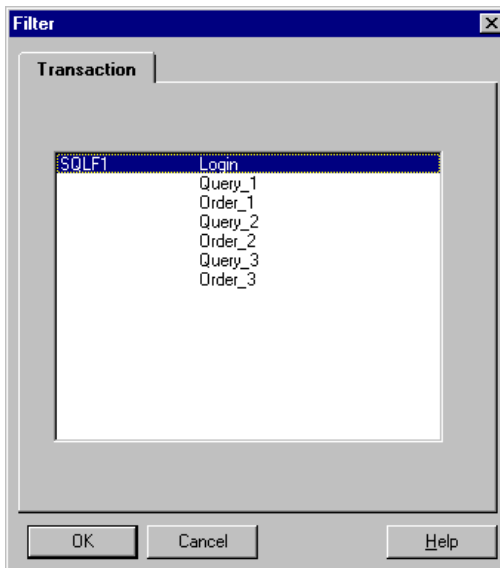 Filter
Transaction
SQLF1 Login
Query_1
Order_1
Query_2
Order_2
Query_3
Order_3
OK Cancel Help